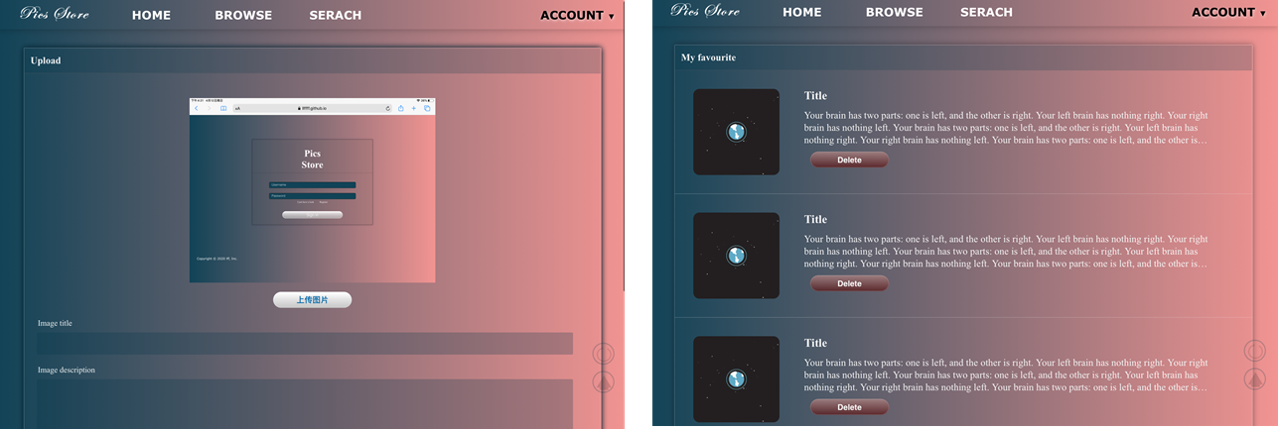 Pics Store
HOME
BROWSE
SERACH
ACCOUNT ▼
Upload
Pics
Store
Username
Password
Copyright © 2020 PF. Inc.
上传图片
Image title
Image description
Pics Store
HOME
BROWSE
SERACH
ACCOUNT ▼
My favourite
Title
Your brain has two parts: one is left, and the other is right. Your left brain has nothing right. Your right
brain has nothing left. Your brain has two parts: one is left, and the other is right. Your left brain has
nothing right. Your right brain has nothing left. Your brain has two parts: one is left, and the other is…
Delete
Title
Your brain has two parts: one is left, and the other is right. Your left brain has nothing right. Your right
brain has nothing left. Your brain has two parts: one is left, and the other is right. Your left brain has
nothing right. Your right brain has nothing left. Your brain has two parts: one is left, and the other is…
Delete
Title
Your brain has two parts: one is left, and the other is right. Your left brain has nothing right. Your right
brain has nothing left. Your brain has two parts: one is left, and the other is right. Your left brain has
nothing right. Your right brain has nothing left. Your brain has two parts: one is left, and the other is…
Delete